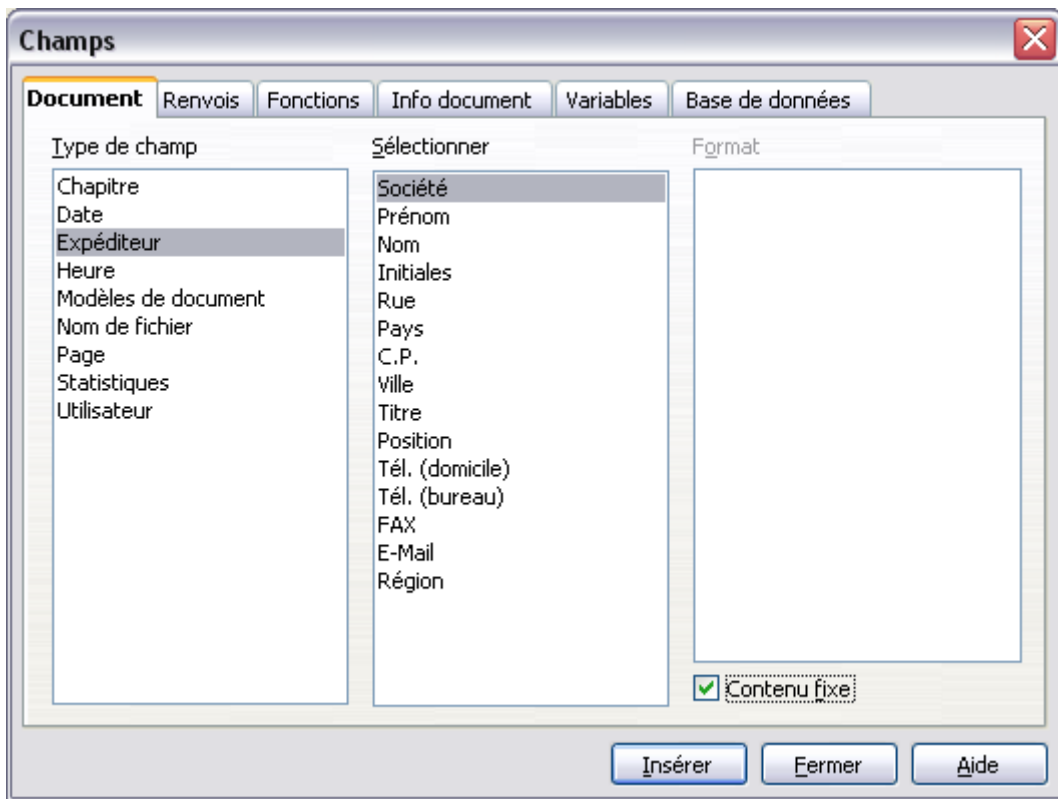 Champs
Document
Renvois
Fonctions
Info document
Variables
Base de données
Type de champ
Chapitre
Date
Expéditeur
Heure
Modèles de document
Nom de fichier
Page
Statistiques
Utilisateur
Sélectionner
Société
Prénom
Nom
Initiales
Rue
Pays
C.P.
Ville
Titre
Position
Tél. (domicile)
Tél. (bureau)
FAX
E-Mail
Région
Format
Contenu fixe
Insérer
Fermer
Aide